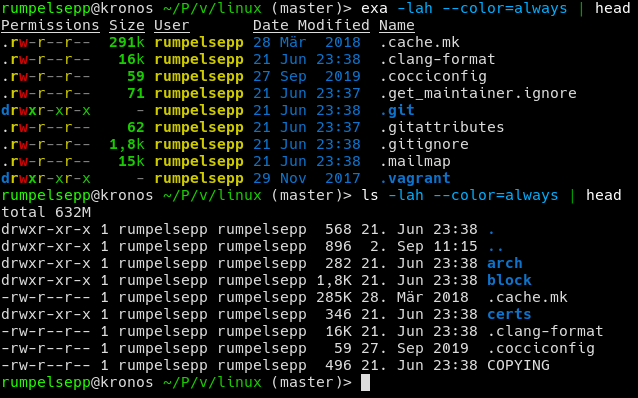 rumpelsepp@kronos ~/P/v/linux (master)> exa -lah --color=always | head
Permissions Size User       Date Modified Name
.rw-r--r--  291k rumpelsepp 28 Mär  2018  .cache.mk
.rw-r--r--   16k rumpelsepp 21 Jun 23:38  .clang-format
.rw-r--r--    59 rumpelsepp 27 Sep  2019  .cocciconfig
.rw-r--r--    71 rumpelsepp 21 Jun 23:37  .get_maintainer.ignore
drwxr-xr-x     - rumpelsepp 21 Jun 23:38  .git
.rw-r--r--    62 rumpelsepp 21 Jun 23:37  .gitattributes
.rw-r--r--  1,8k rumpelsepp 21 Jun 23:38  .gitignore
.rw-r--r--   15k rumpelsepp 21 Jun 23:38  .mailmap
drwxr-xr-x     - rumpelsepp 29 Nov  2017  .vagrant
rumpelsepp@kronos ~/P/v/linux (master)> ls -lah --color=always | head
total 632M
drwxr-xr-x 1 rumpelsepp rumpelsepp  568 21. Jun 23:38 .
drwxr-xr-x 1 rumpelsepp rumpelsepp  896  2. Sep 11:15 ..
drwxr-xr-x 1 rumpelsepp rumpelsepp  282 21. Jun 23:38 arch
drwxr-xr-x 1 rumpelsepp rumpelsepp 1,8K 21. Jun 23:38 block
-rw-r--r-- 1 rumpelsepp rumpelsepp 285K 28. Mär  2018 .cache.mk
drwxr-xr-x 1 rumpelsepp rumpelsepp  346 21. Jun 23:38 certs
-rw-r--r-- 1 rumpelsepp rumpelsepp  16K 21. Jun 23:38 .clang-format
-rw-r--r-- 1 rumpelsepp rumpelsepp   59 27. Sep  2019 .cocciconfig
-rw-r--r-- 1 rumpelsepp rumpelsepp  496 21. Jun 23:38 COPYING
rumpelsepp@kronos ~/P/v/linux (master)>